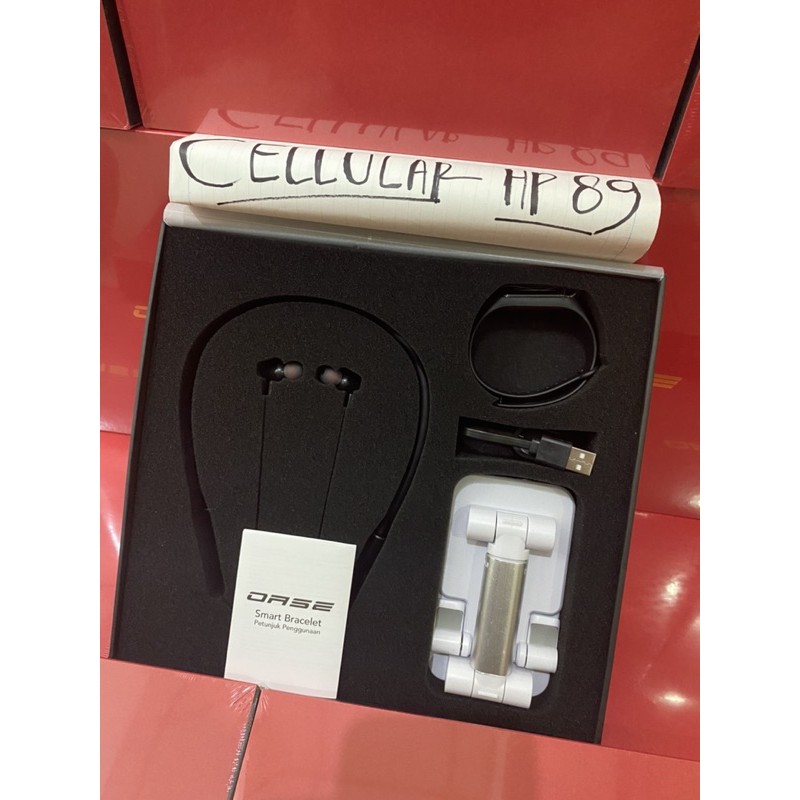 CELLULAR HP 89
OASE
Smart Bracelet
Petunjuk Penggunaan